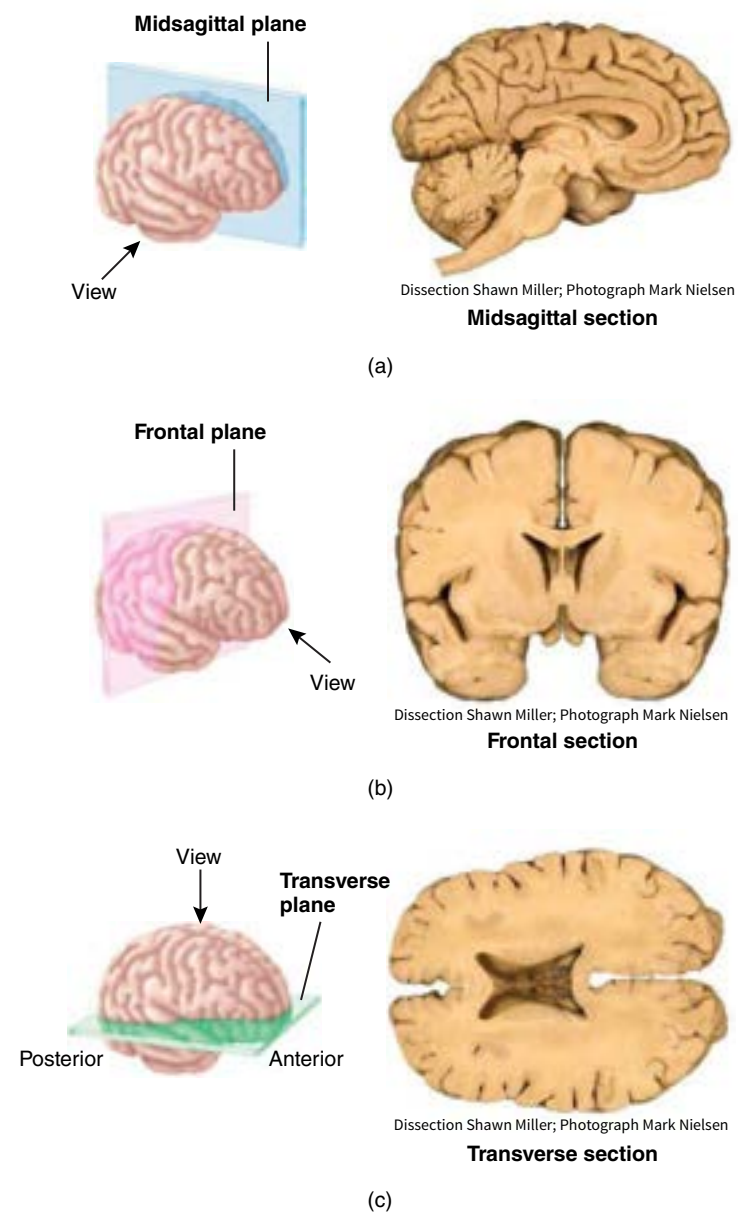 Midsagittal plane
View
Dissection Shawn Miller; Photograph Mark Nielsen
Midsagittal section
(a)
Frontal plane
View
Dissection Shawn Miller; Photograph Mark Nielsen
Frontal section
(b)
View
Transverse
plane
Posterior
Anterior
Dissection Shawn Miller; Photograph Mark Nielsen
Transverse section
(c)